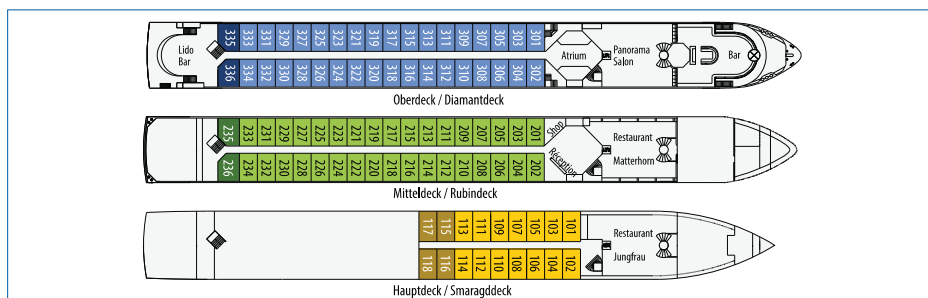 335 333 331 329 327 325 323 321 319 317 315 313 311 309 307 305 303 301
Lido
Bar
Atrium
Panorama
Salon
Bar
336 334 332 330 328 326 324 322 320 318 316 314 312 310 308 306 304 302
Oberdeck / Diamantdeck
235 233 231 229 227 225 223 221 219 217 215 213 211 209 207 205 203 201
Shop
Réception
Restaurant
Matterhorn
236 234 232 230 228 226 224 222 220 218 216 214 212 210 208 206 204 202
Mitteldeck / Rubindeck
117 115 113 111 109 107 105 103 101
Restaurant
Jungfrau
118 116 114 112 110 108 106 104 102
Hauptdeck / Smaragddeck